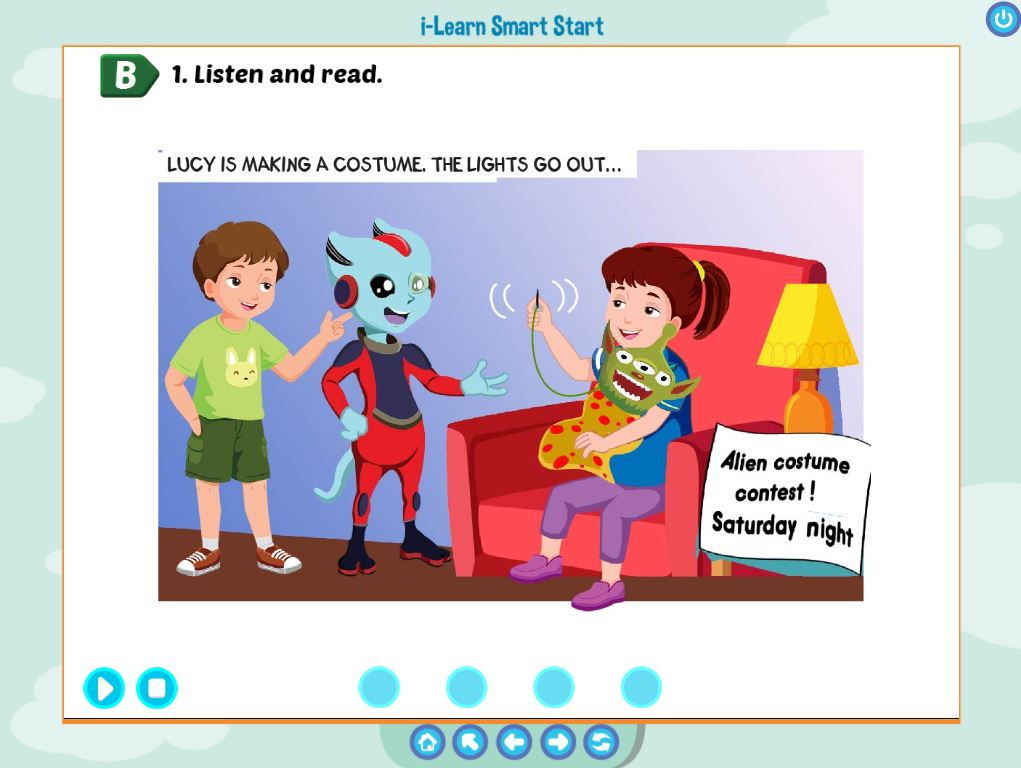 i-Learn Smart Start
B 1. Listen and read.
LUCY IS MAKING A COSTUME. THE LIGHTS GO OUT...
Alien costume
contest !
Saturday night